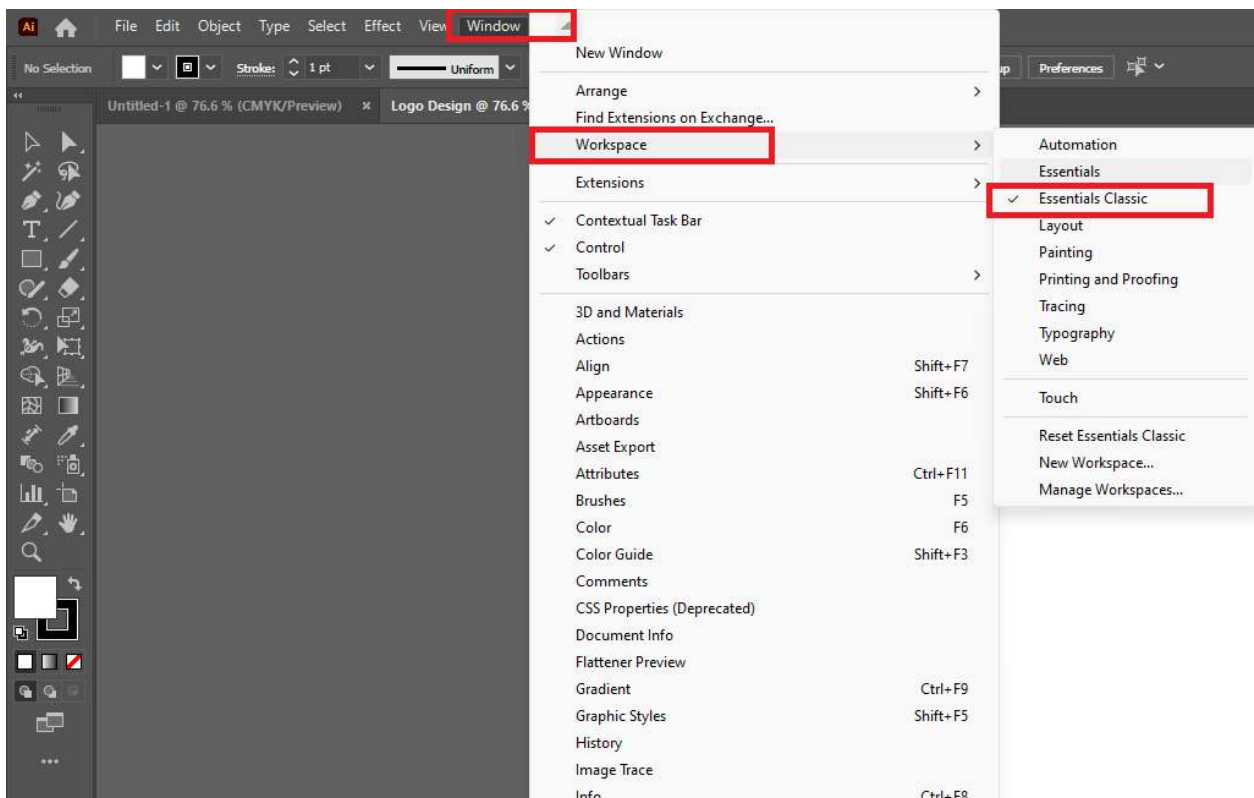 Ai File Edit Object Type Select Effect View Window
No Selection Stroke: 1 pt Uniform Preferences
Untitled-1 @ 76.6 % (CMYK/Preview) × Logo Design @ 76.6 %
New Window
Arrange
Find Extensions on Exchange...
Workspace
Extensions
Contextual Task Bar
Control
Toolbars
3D and Materials
Actions
Align Shift+F7
Appearance Shift+F6
Artboards
Asset Export
Attributes Ctrl+F11
Brushes F5
Color F6
Color Guide Shift+F3
Comments
CSS Properties (Deprecated)
Document Info
Flattener Preview
Gradient Ctrl+F9
Graphic Styles Shift+F5
History
Image Trace
Info Ctrl+F8
Automation
Essentials
Essentials Classic
Layout
Painting
Printing and Proofing
Tracing
Typography
Web
Touch
Reset Essentials Classic
New Workspace...
Manage Workspaces...